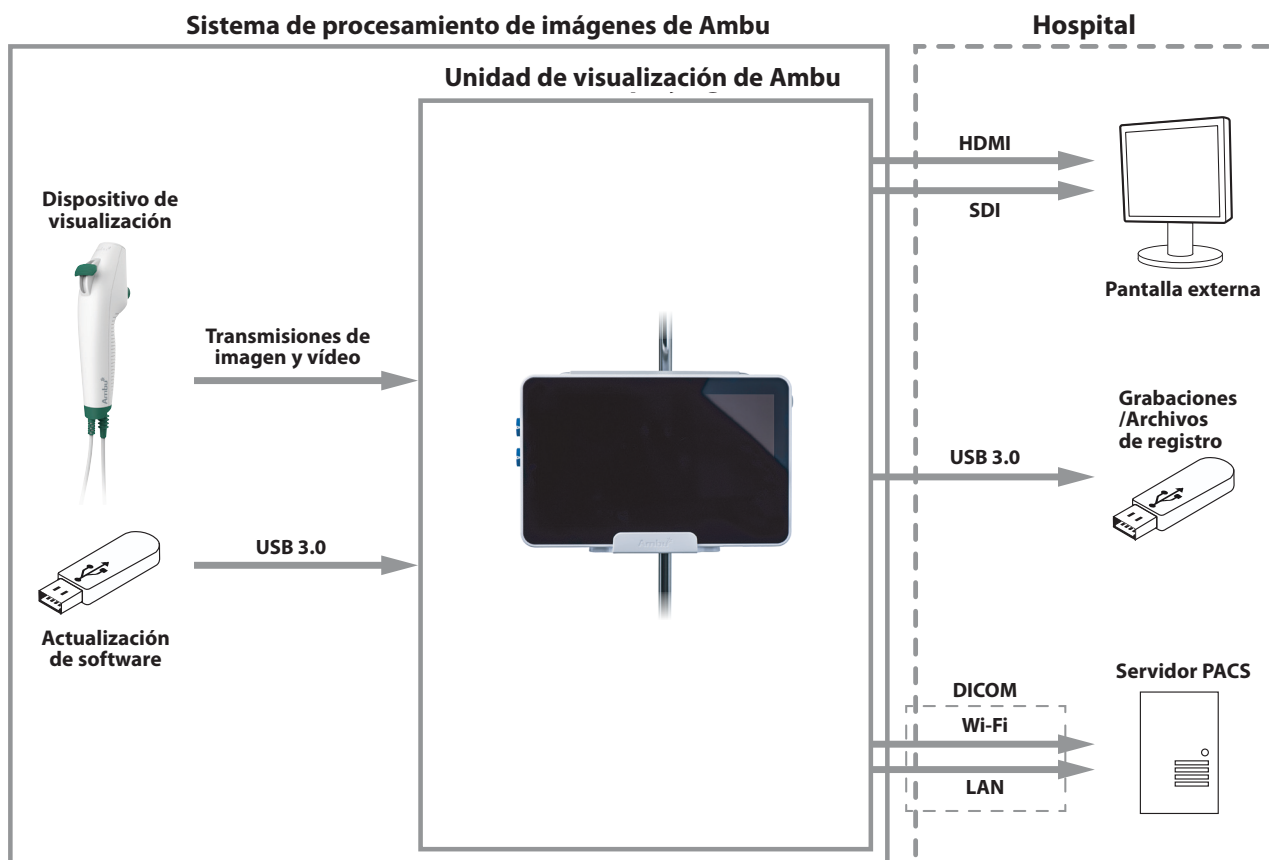 Sistema de procesamiento de imágenes de Ambu
Hospital
Unidad de visualización de Ambu
HDMI
SDI
Pantalla externa
Dispositivo de
visualización
Ambu®
Transmisiones de
imagen y vídeo
Ambu®
Grabaciones
/Archivos
de registro
USB 3.0
USB 3.0
Actualización
de software
DICOM
Wi-Fi
LAN
Servidor PACS